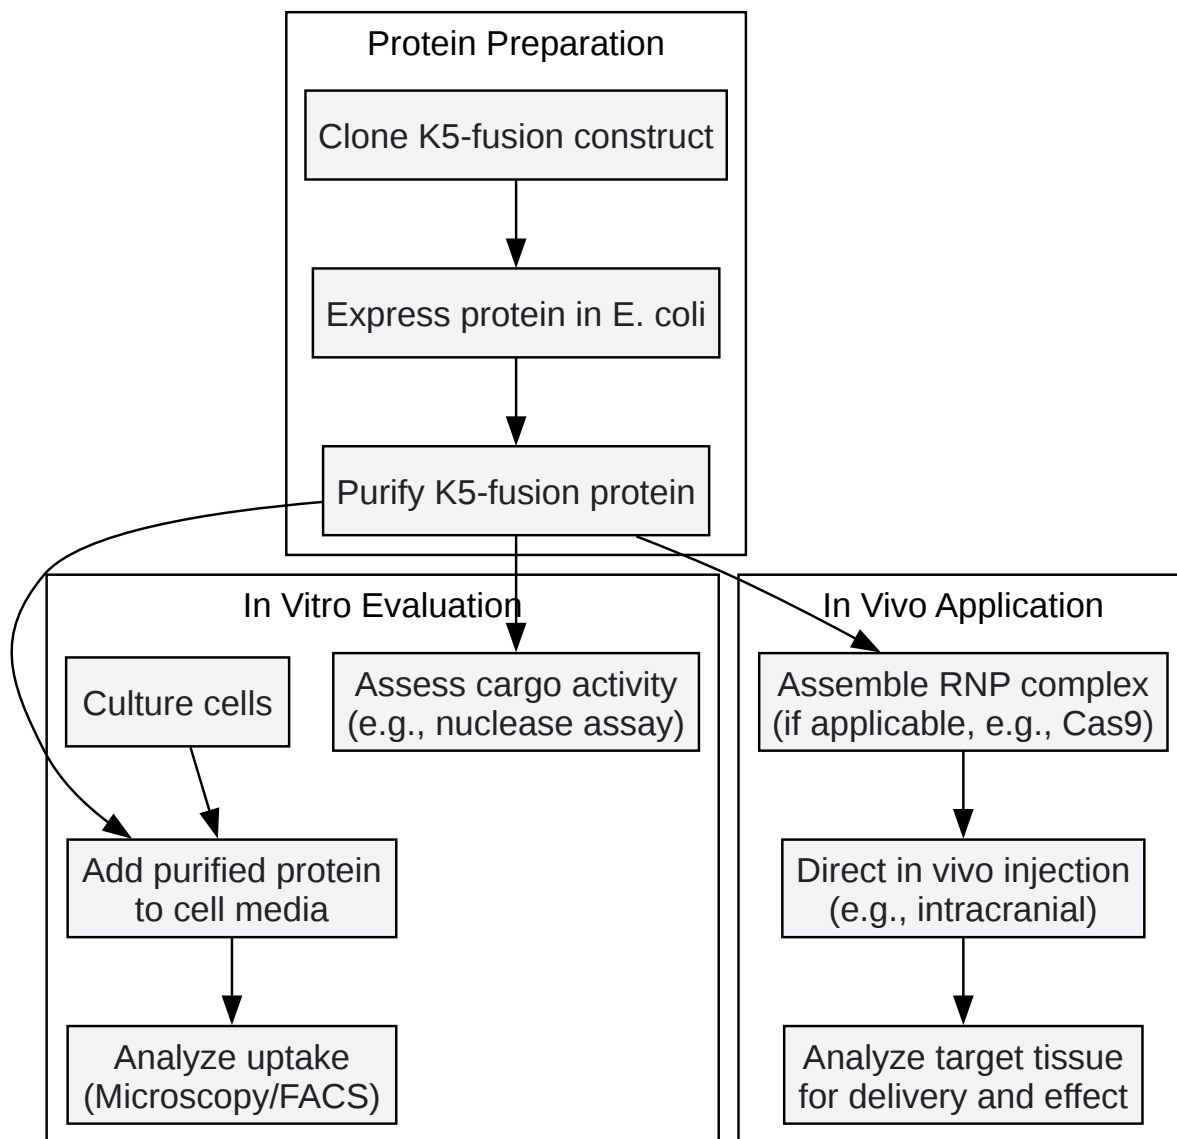 Protein Preparation
Clone K5-fusion construct
Express protein in E. coli
Purify K5-fusion protein
In Vitro Evaluation
Culture cells
Assess cargo activity
(e.g., nuclease assay)
Add purified protein
to cell media
Analyze uptake
(Microscopy/FACS)
In Vivo Application
Assemble RNP complex
(if applicable, e.g., Cas9)
Direct in vivo injection
(e.g., intracranial)
Analyze target tissue
for delivery and effect